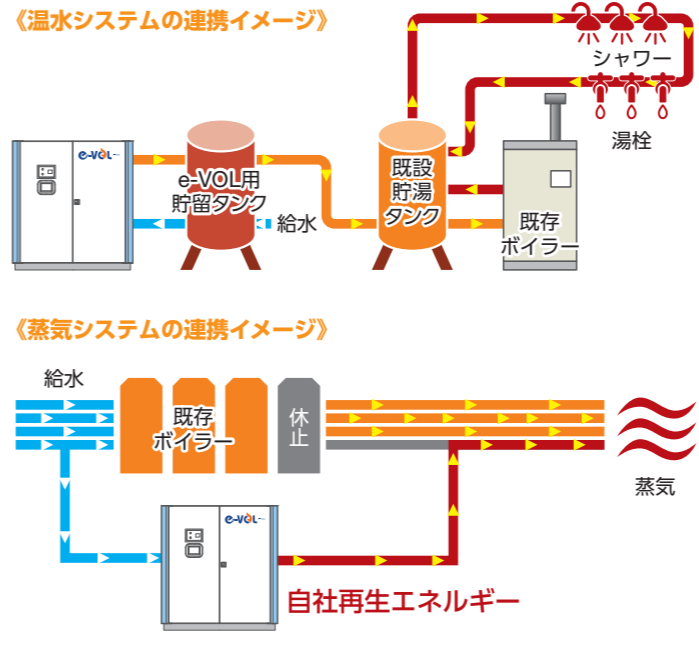 《温水システムの連携イメージ》
シャワー
湯栓
e-VOL
e-VOL用
貯留タンク
給水
既設
貯湯
タンク
既存
ボイラー
《蒸気システムの連携イメージ》
給水
既存
ボイラー
休止
蒸気
e-VOL
自社再生エネルギー